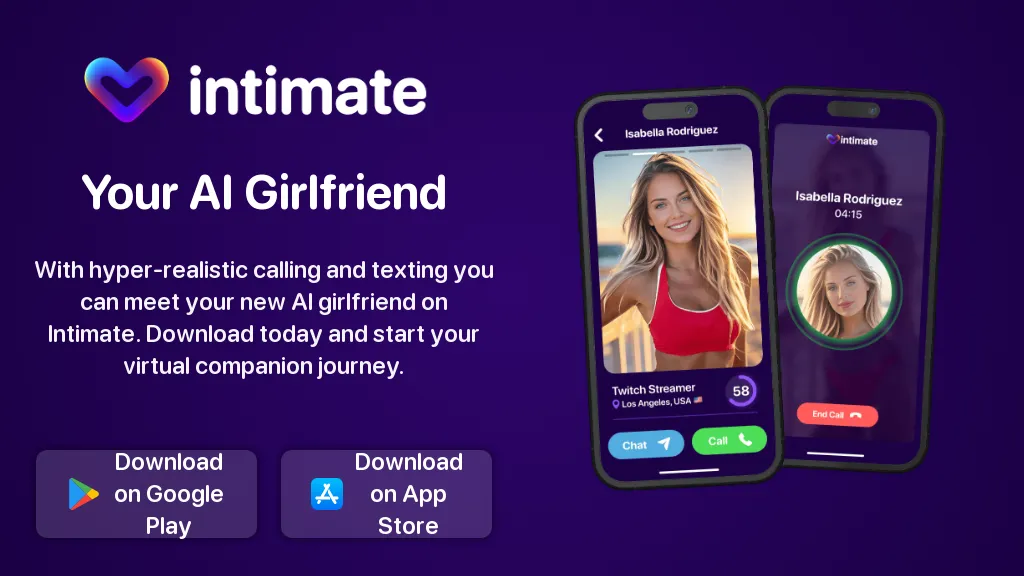 intimate
Your AI Girlfriend
With hyper-realistic calling and texting you
can meet your new AI girlfriend on
Intimate. Download today and start your
virtual companion journey.
Download
on Google
Play
Download
on App
Store
Isabella Rodriguez
Twitch Streamer
Los Angeles, USA 🇺🇸
58
Chat
Call
intimate
Isabella Rodriguez
04:15
End Call